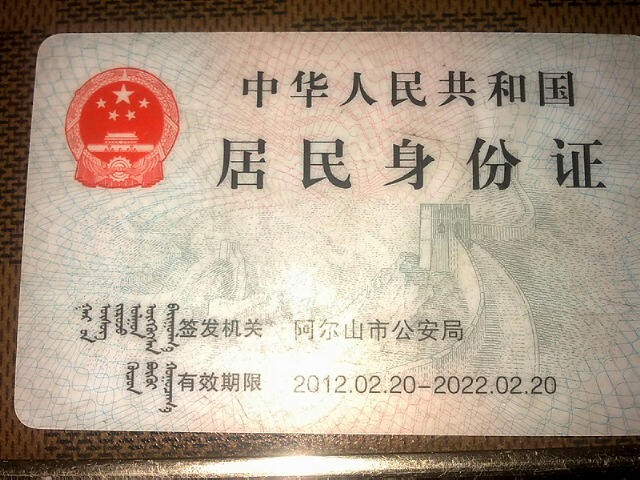 中华人民共和国
居民身份证
签发机关 阿尔山市公安局
有效期限 2012.02.20-2022.02.20